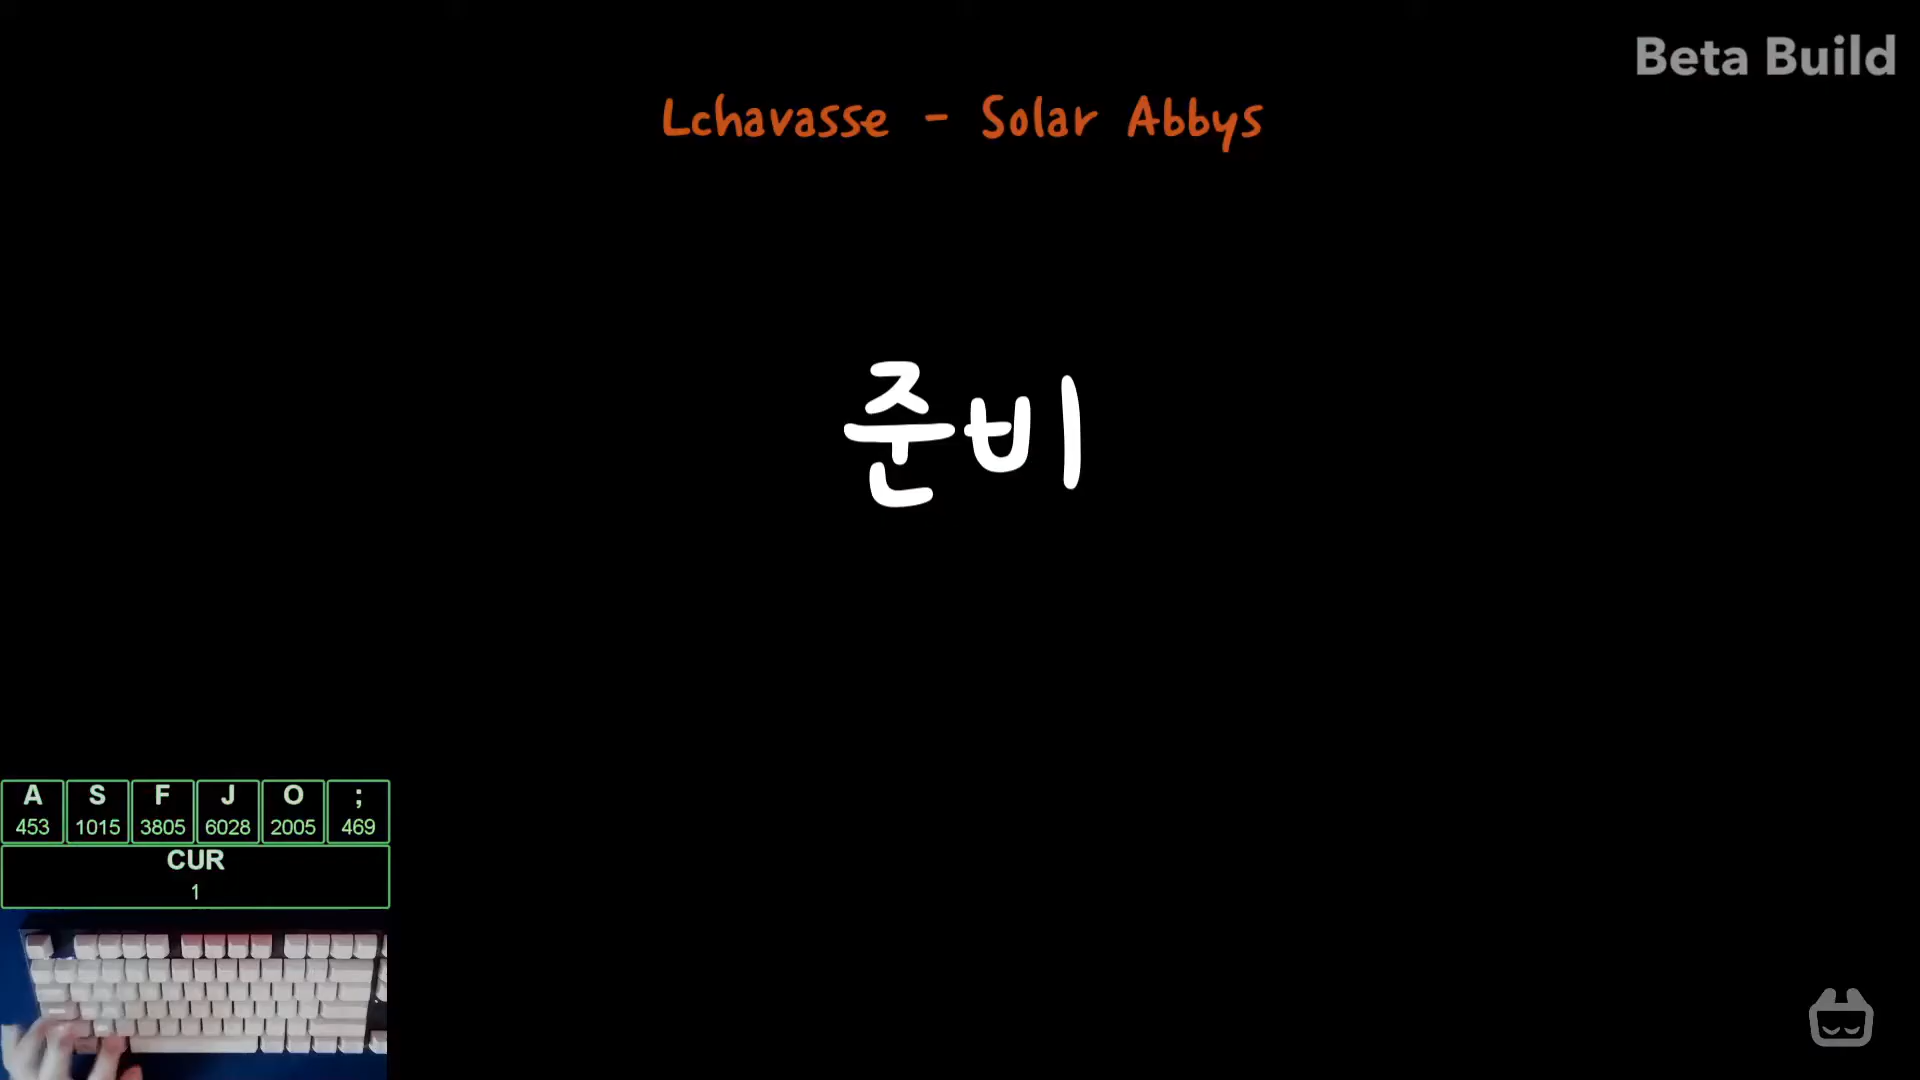 Beta Build
Lchavasse - Solar Abbys
준비
A S F J O ;
453 1015 3805 6028 2005 469
CUR
1